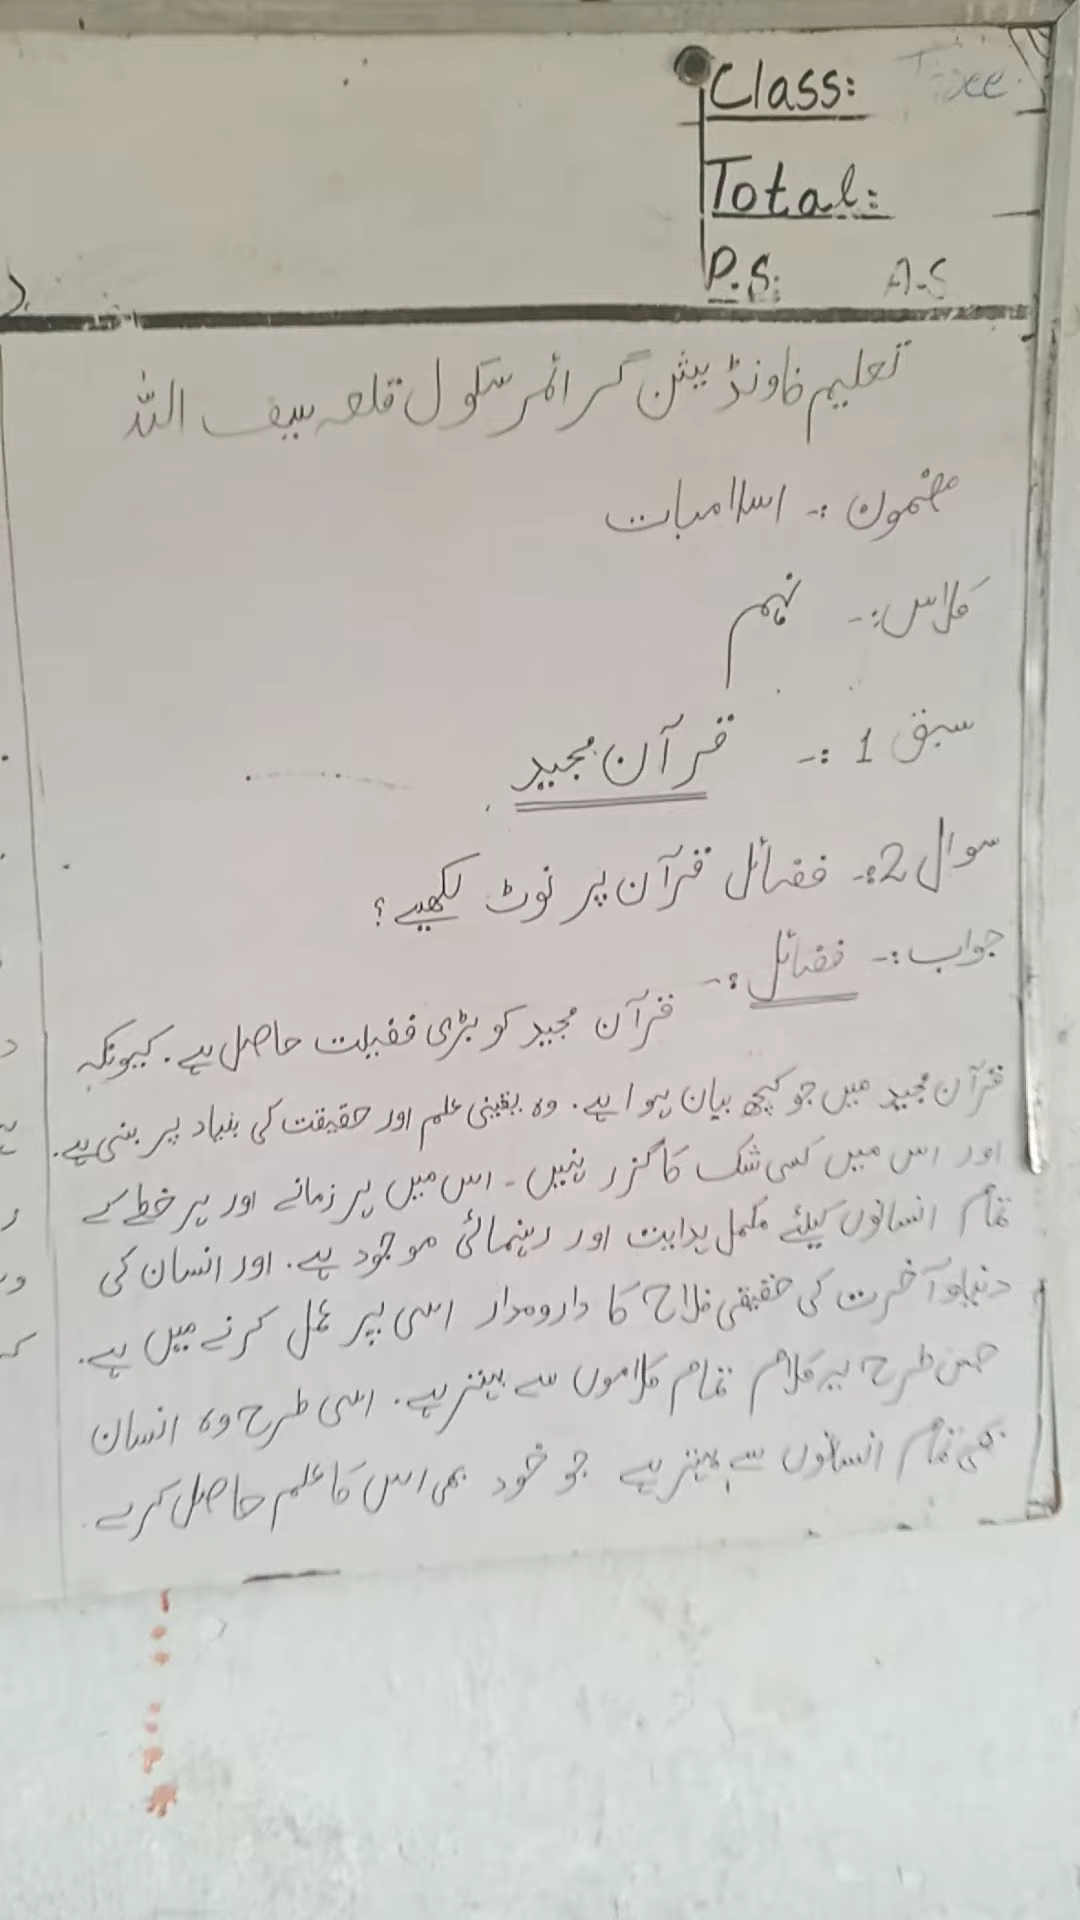 Class:
Total:
P.S: A-S
تعلیم فاونڈیشن گرائمر سکول قلعہ سیف اللہ
مضمون :- اسلامیات
کلاس:- نہم
سبق 1 :- قرآن مجید
سوال 2:- فضائل قرآن پر نوٹ لکھیے؟
جواب:- فضائل :- قرآن مجید کو بڑی فضیلت حاصل ہے۔ کیونکہ
قرآن مجید میں جو کچھ بیان ہوا ہے۔ وہ یقینی علم اور حقیقت کی بنیاد پر مبنی ہے۔
اور اس میں کسی شک کا گزر نہیں۔ اس میں ہر زمانے اور ہر خطے کے
تمام انسانوں کیلئے مکمل ہدایت اور رہنمائی موجود ہے۔ اور انسان کی
دنیاو آخرت کی حقیقی فلاح کا دارومدار اسی پر عمل کرنے میں ہے۔
جس طرح یہ کلام تمام کلاموں سے بہتر ہے۔ اسی طرح وہ انسان
بھی تمام انسانوں سے بہتر ہے جو خود بھی اس کا علم حاصل کرے